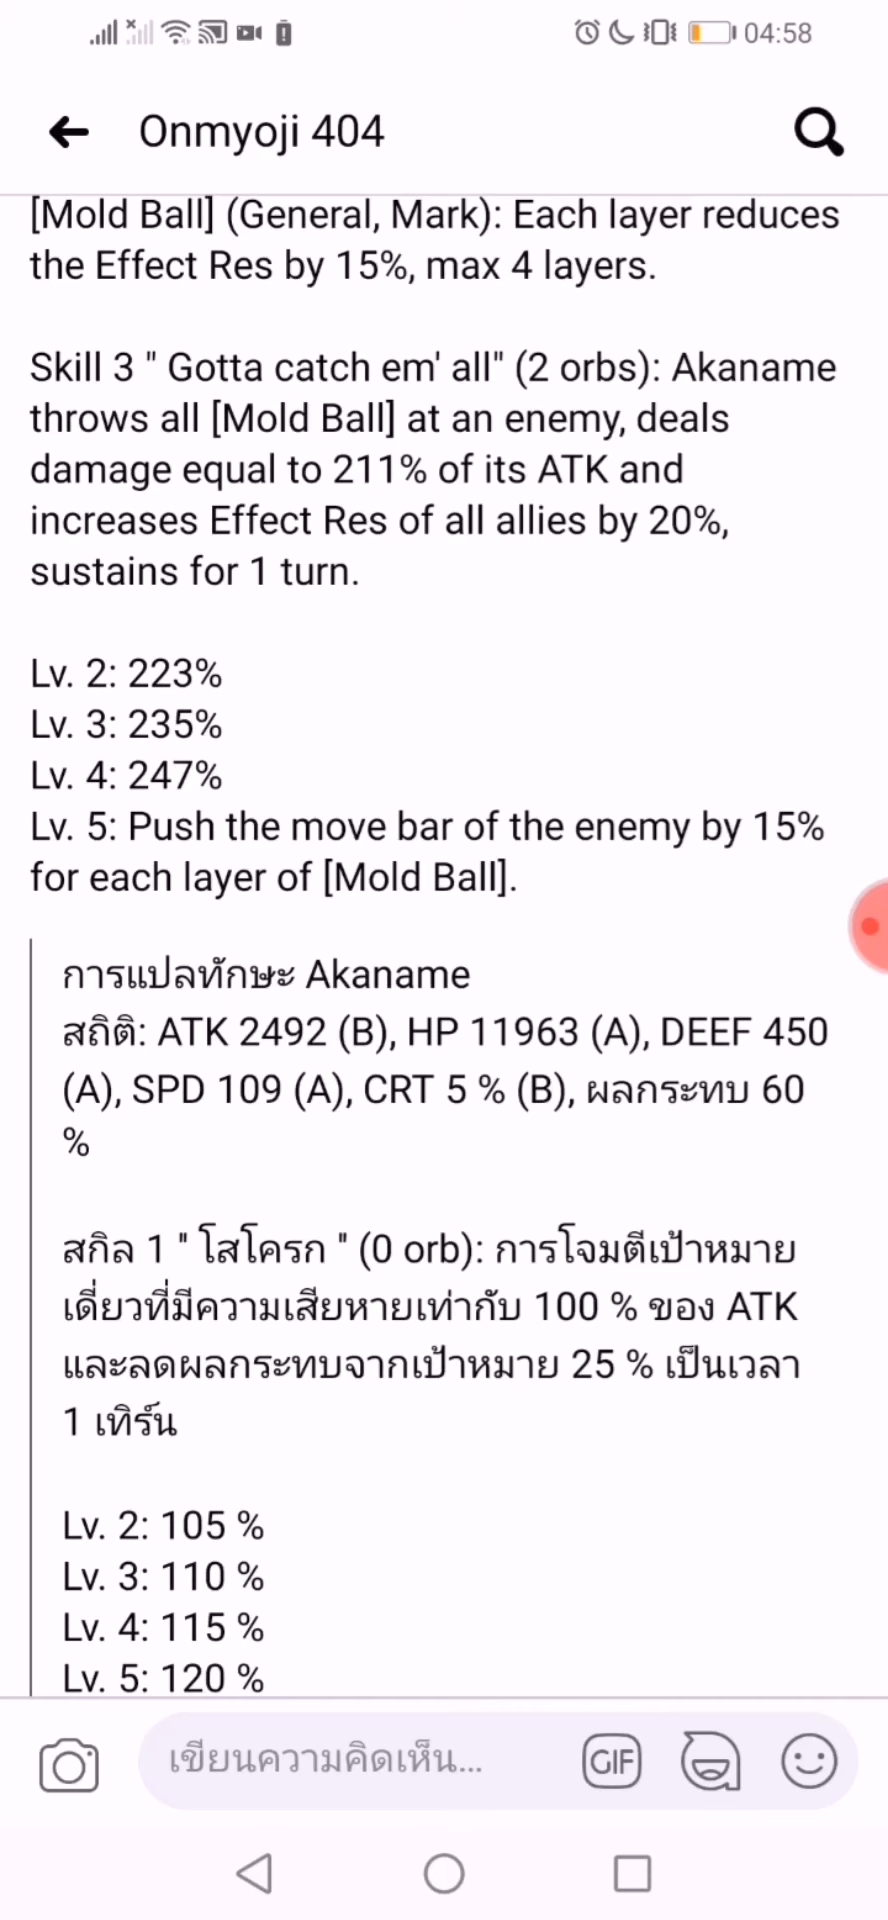 04:58
Onmyoji 404
[Mold Ball] (General, Mark): Each layer reduces
the Effect Res by 15%, max 4 layers.
Skill 3 " Gotta catch em' all" (2 orbs): Akaname
throws all [Mold Ball] at an enemy, deals
damage equal to 211% of its ATK and
increases Effect Res of all allies by 20%,
sustains for 1 turn.
Lv. 2: 223%
Lv. 3: 235%
Lv. 4: 247%
Lv. 5: Push the move bar of the enemy by 15%
for each layer of [Mold Ball].
การแปลทักษะ Akaname
สถิติ: ATK 2492 (B), HP 11963 (A), DEEF 450
(A), SPD 109 (A), CRT 5 % (B), ผลกระทบ 60
%
สกิล 1 " โสโครก " (0 orb): การโจมตีเป้าหมาย
เดี่ยวที่มีความเสียหายเท่ากับ 100 % ของ ATK
และลดผลกระทบจากเป้าหมาย 25 % เป็นเวลา
1 เทิร์น
Lv. 2: 105 %
Lv. 3: 110 %
Lv. 4: 115 %
Lv. 5: 120 %
เขียนความคิดเห็น...
GIF